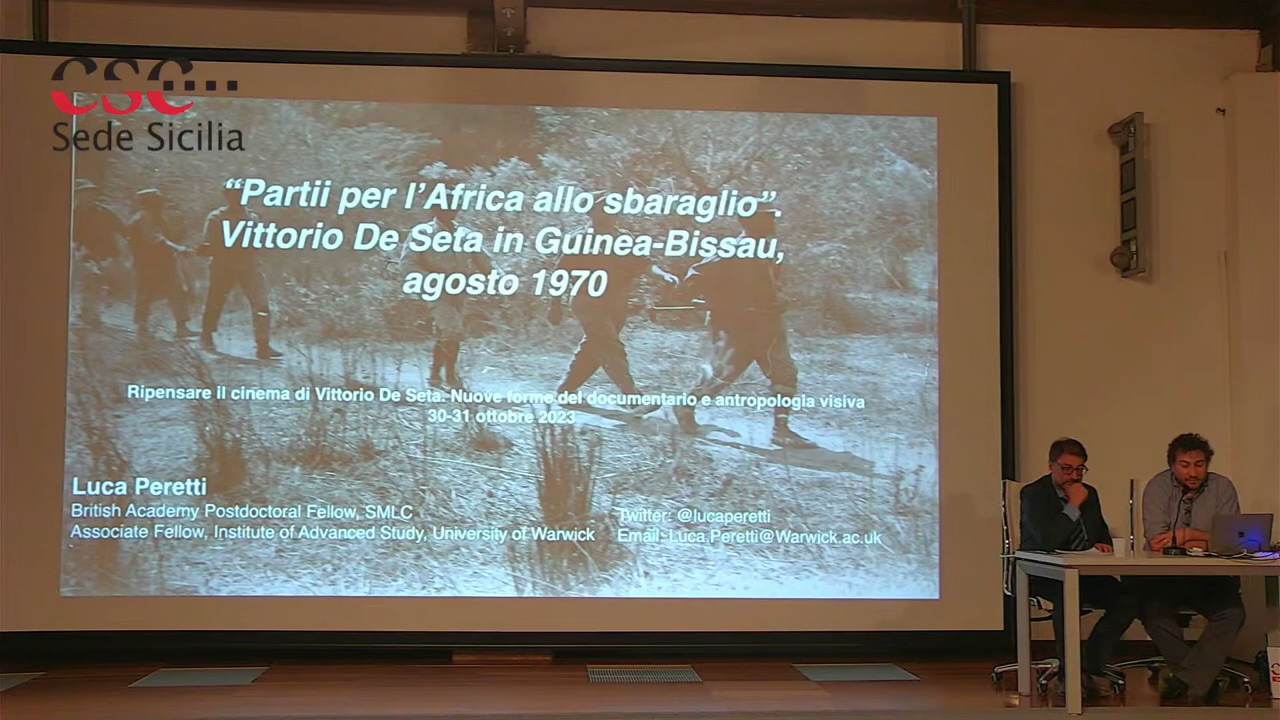 CSC...
Sede Sicilia
“Partii per l’Africa allo sbaraglio”.
Vittorio De Seta in Guinea-Bissau,
agosto 1970
Ripensare il cinema di Vittorio De Seta. Nuove forme del documentario e antropologia visiva
30-31 ottobre 2023
Luca Peretti
British Academy Postdoctoral Fellow, SMLC
Associate Fellow, Institute of Advanced Study, University of Warwick
Twitter: @lucaperetti
Email: Luca.Peretti@Warwick.ac.uk